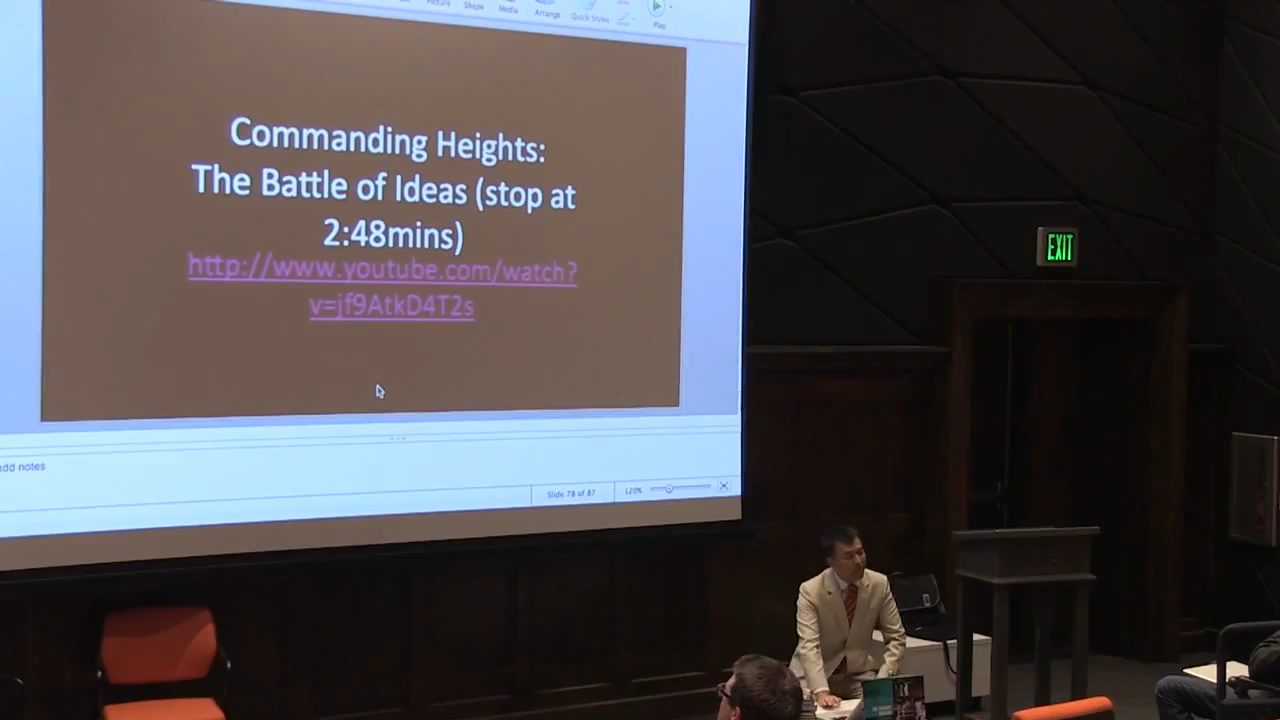 Picture Shape Media Arrange Quick Styles Play
Commanding Heights:
The Battle of Ideas (stop at
2:48mins)
http://www.youtube.com/watch?
v=jf9AtkD4T2s
add notes
Slide 78 of 87 120%
EXIT